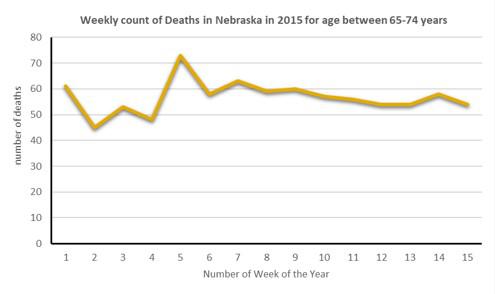 Weekly count of Deaths in Nebraska in 2015 for age between 65-74 years
80
70
60
50
40
30
20
10
0
number of deaths
1 2 3 4 5 6 7 8 9 10 11 12 13 14 15
Number of Week of the Year